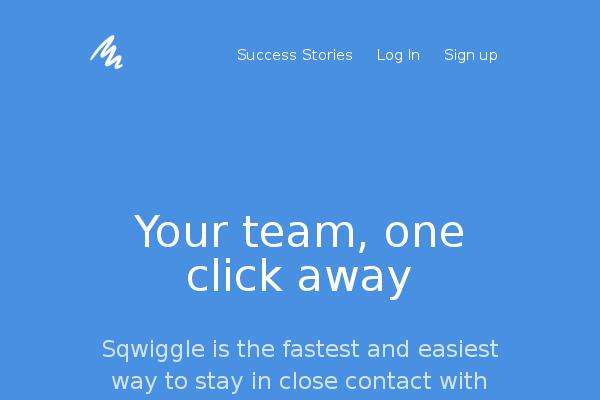 Success Stories Log In Sign up
Your team, one
click away
Sqwiggle is the fastest and easiest
way to stay in close contact with